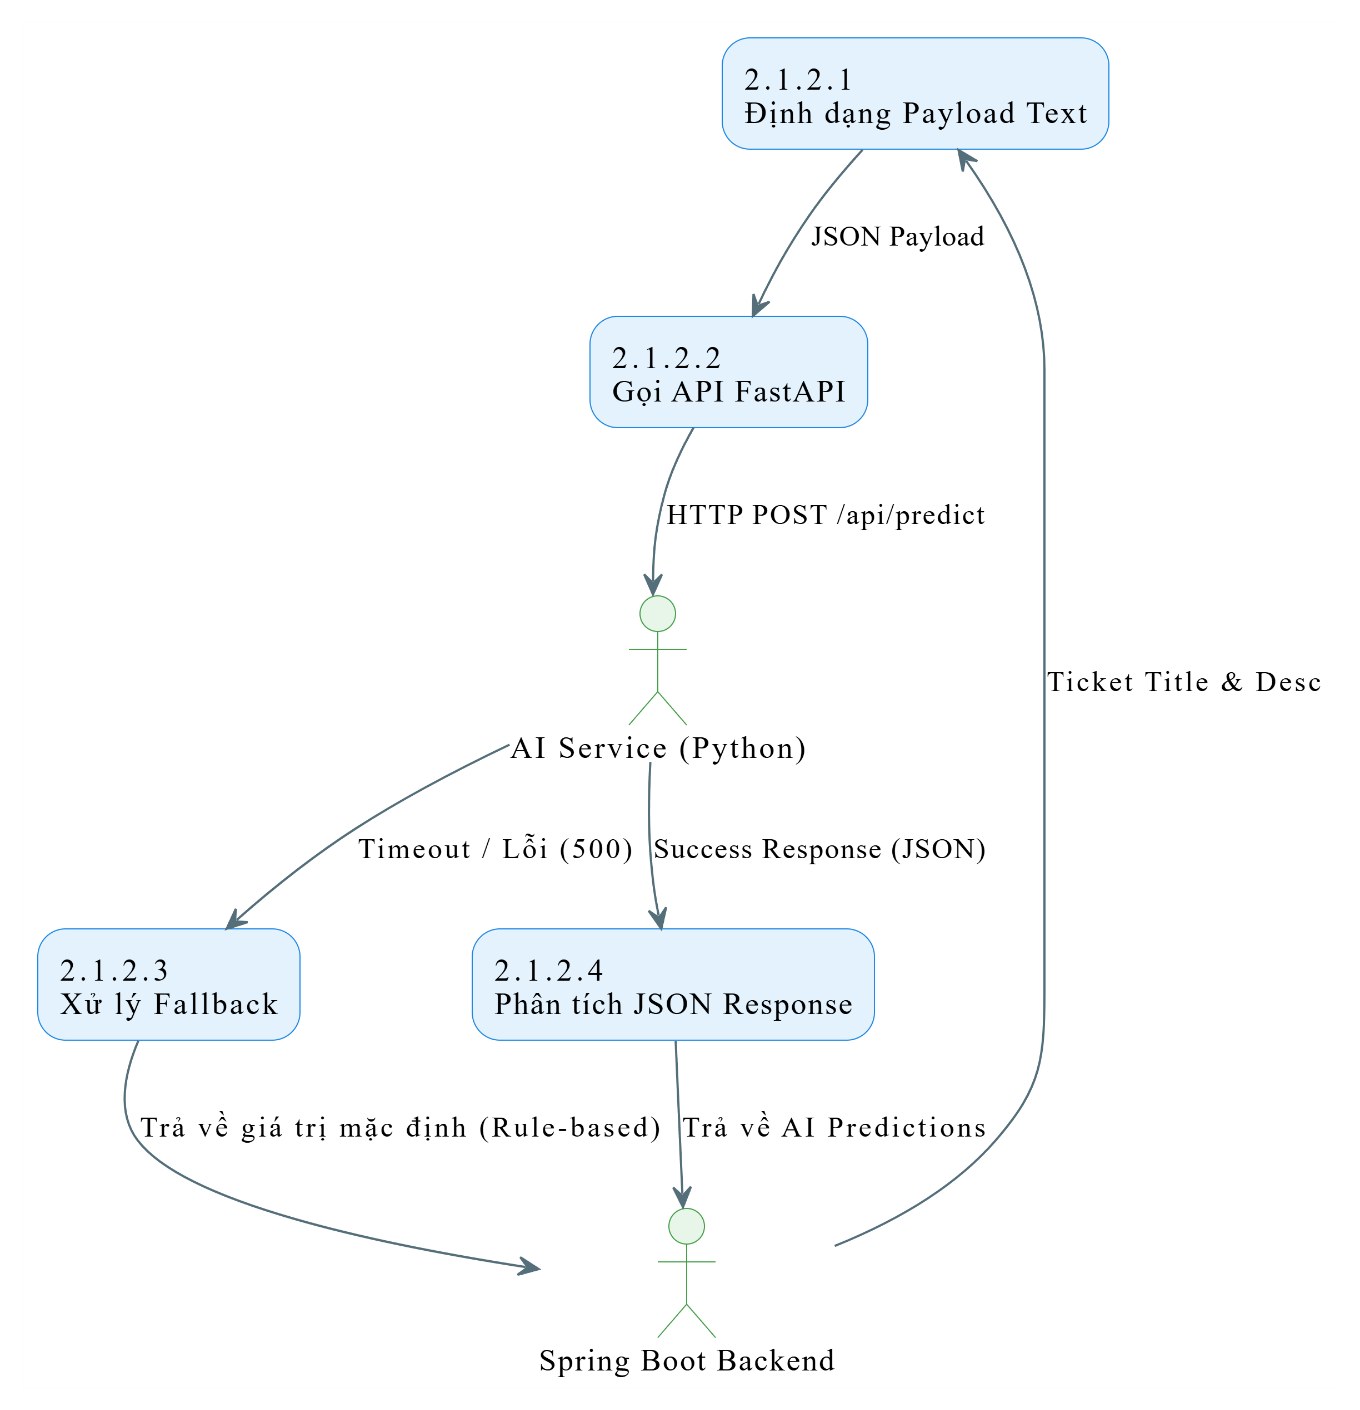 2.1.2.1
Định dạng Payload Text
JSON Payload
2.1.2.2
Gọi API FastAPI
HTTP POST /api/predict
Ticket Title & Desc
AI Service (Python)
Timeout / Lỗi (500)
Success Response (JSON)
2.1.2.3
Xử lý Fallback
2.1.2.4
Phân tích JSON Response
Trả về giá trị mặc định (Rule-based)
Trả về AI Predictions
Spring Boot Backend